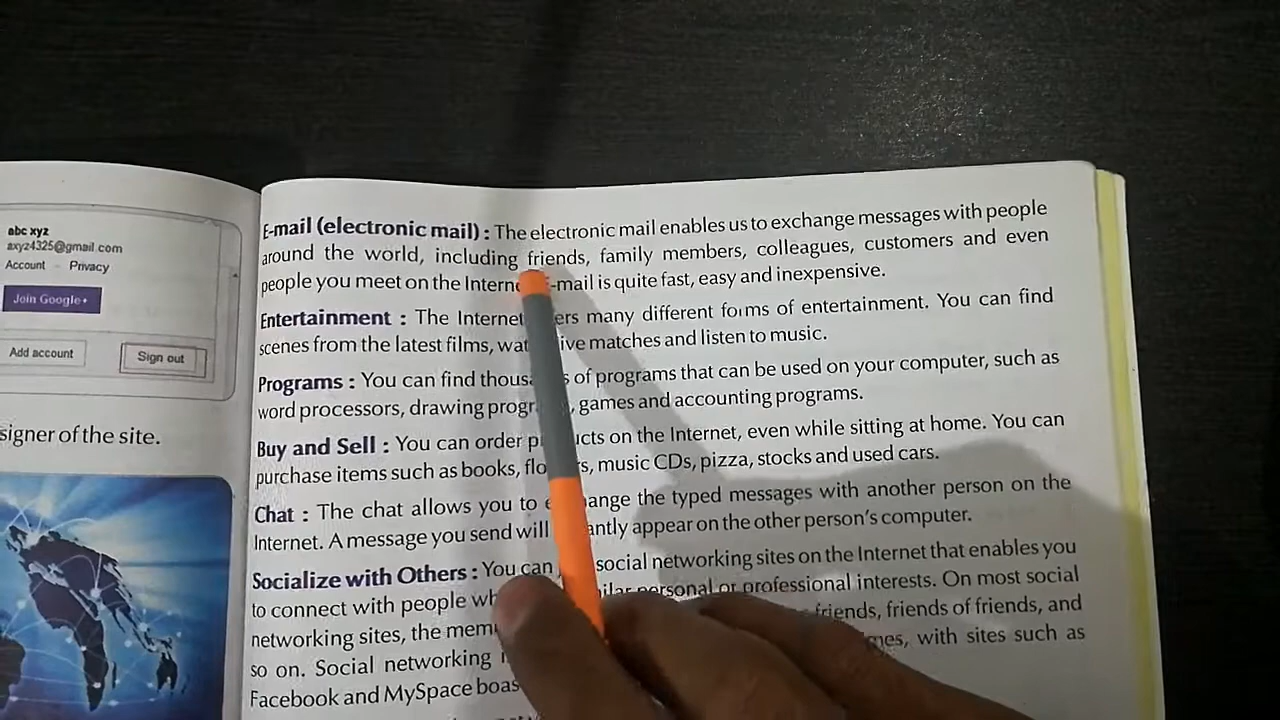 abc xyz
axyz4325@gmail.com
Account – Privacy
Join Google+
Add account
Sign out
signer of the site.
E-mail (electronic mail) : The electronic mail enables us to exchange messages with people
around the world, including friends, family members, colleagues, customers and even
people you meet on the Intern -mail is quite fast, easy and inexpensive.
Entertainment : The Internet ers many different forms of entertainment. You can find
scenes from the latest films, wat ive matches and listen to music.
Programs : You can find thous s of programs that can be used on your computer, such as
word processors, drawing progr , games and accounting programs.
Buy and Sell : You can order p ucts on the Internet, even while sitting at home. You can
purchase items such as books, flo rs, music CDs, pizza, stocks and used cars.
Chat : The chat allows you to e hange the typed messages with another person on the
Internet. A message you send will antly appear on the other person's computer.
Socialize with Others : You can social networking sites on the Internet that enables you
to connect with people wh ilar personal or professional interests. On most social
networking sites, the mem friends, friends of friends, and
so on. Social networking mes, with sites such as
Facebook and MySpace boas